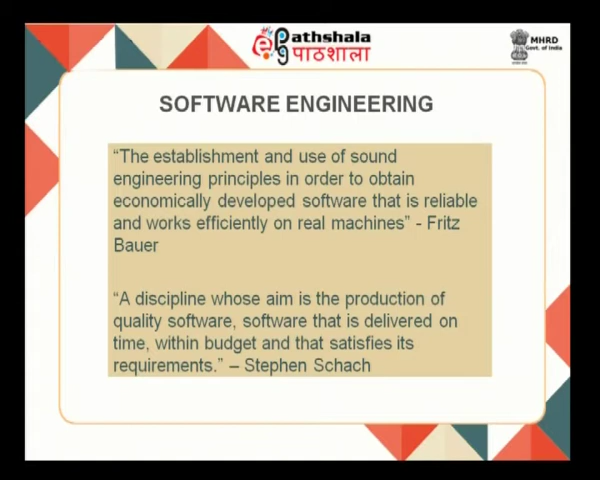 epgathshala
पाठशाला
MHRD
Govt. of India
SOFTWARE ENGINEERING
“The establishment and use of sound
engineering principles in order to obtain
economically developed software that is reliable
and works efficiently on real machines” - Fritz
Bauer
“A discipline whose aim is the production of
quality software, software that is delivered on
time, within budget and that satisfies its
requirements.” – Stephen Schach